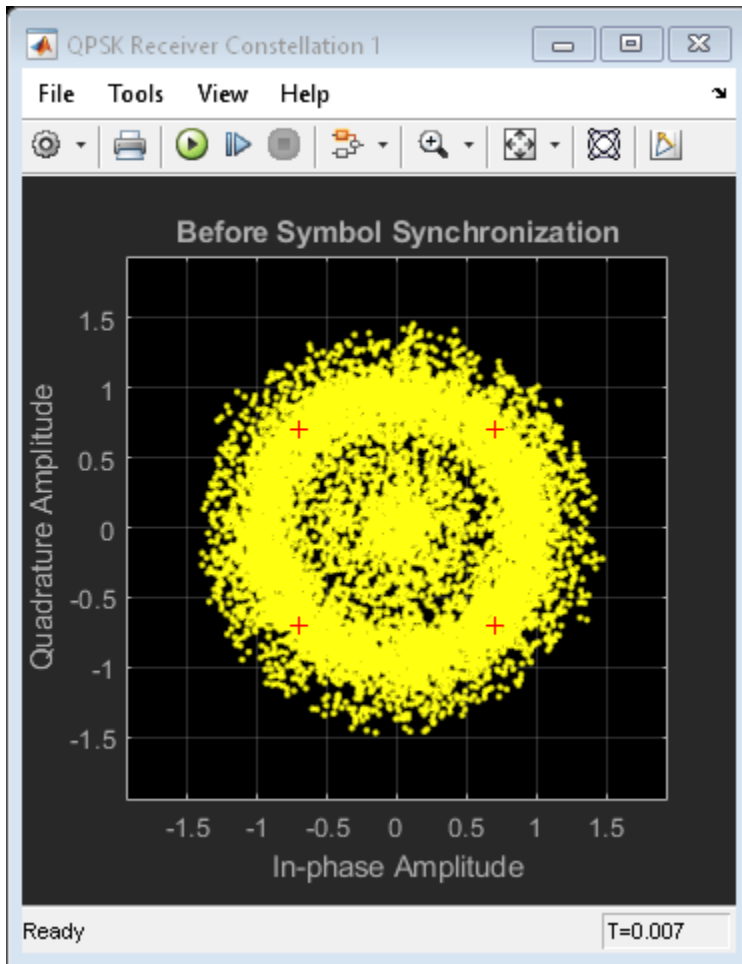 QPSK Receiver Constellation 1
File Tools View Help
Before Symbol Synchronization
1.5
1
0.5
0
-0.5
-1
-1.5
Quadrature Amplitude
-1.5 -1 -0.5 0 0.5 1 1.5
In-phase Amplitude
Ready T=0.007